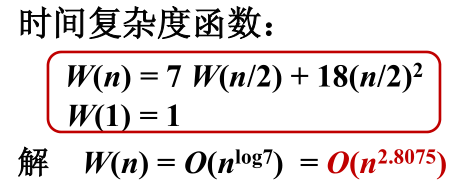 时间复杂度函数：
W(n) = 7 W(n/2) + 18(n/2)²
W(1) = 1
解 W(n) = O(n^{log7}) = O(n^{2.8075})